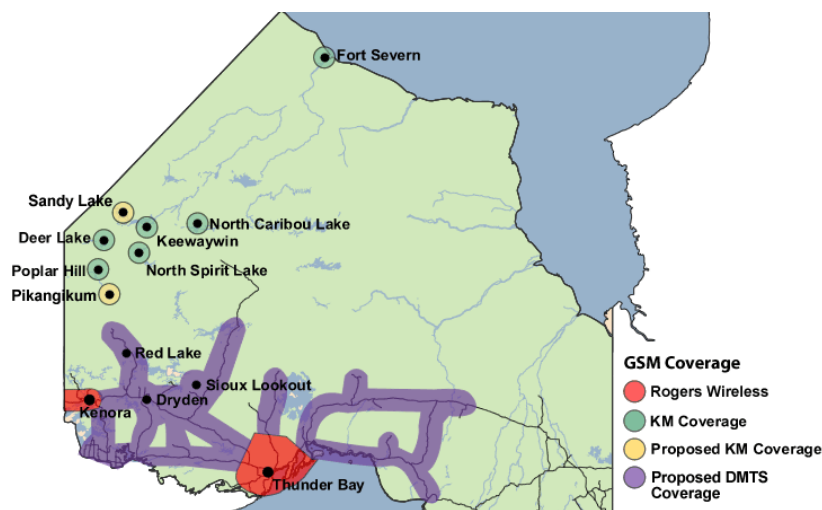 Fort Severn
Sandy Lake
North Caribou Lake
Deer Lake
Keewaywin
Poplar Hill
North Spirit Lake
Pikangikum
Red Lake
Sioux Lookout
Kenora
Dryden
Thunder Bay
GSM Coverage
Rogers Wireless
KM Coverage
Proposed KM Coverage
Proposed DMTS
Coverage